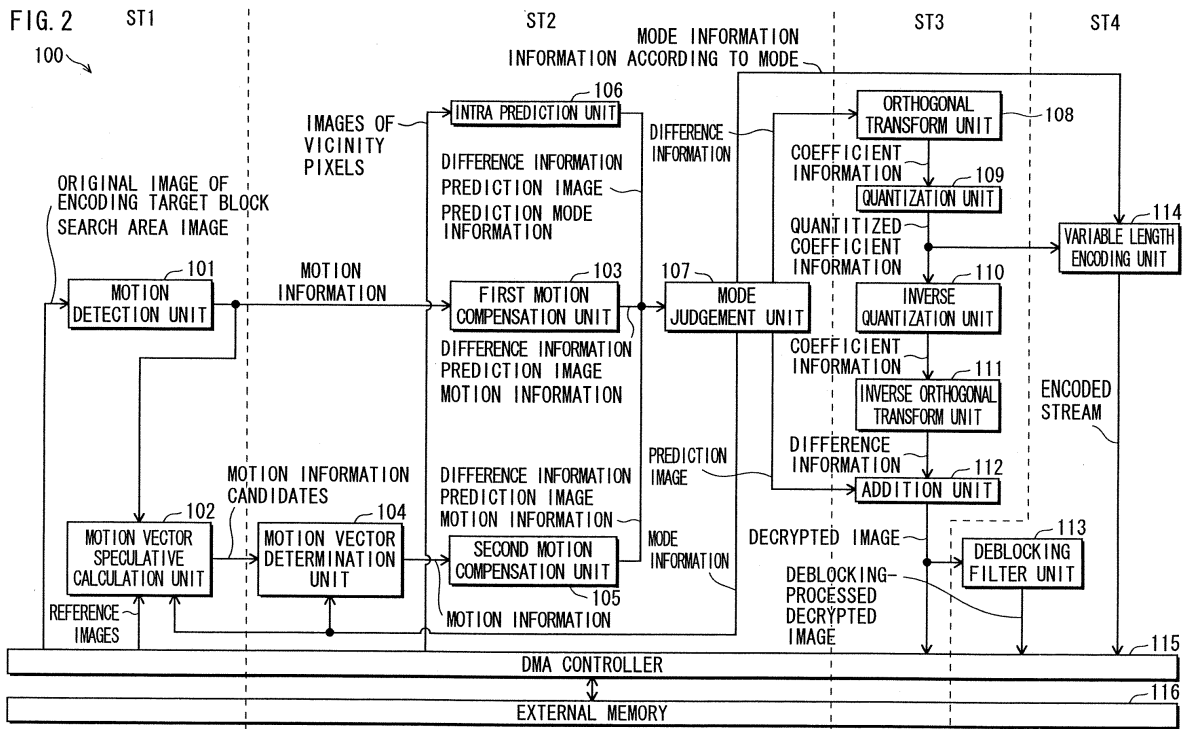 FIG. 2
ST1
ST2
ST3
ST4
100
MODE INFORMATION
INFORMATION ACCORDING TO MODE
106
INTRA PREDICTION UNIT
IMAGES OF
VICINITY
PIXELS
DIFFERENCE INFORMATION
PREDICTION IMAGE
PREDICTION MODE
INFORMATION
DIFFERENCE
INFORMATION
ORTHOGONAL
TRANSFORM UNIT
108
COEFFICIENT
INFORMATION
109
QUANTIZATION UNIT
QUANTITIZED
COEFFICIENT
INFORMATION
114
VARIABLE LENGTH
ENCODING UNIT
ORIGINAL IMAGE OF
ENCODING TARGET BLOCK
SEARCH AREA IMAGE
101
MOTION
DETECTION UNIT
MOTION
INFORMATION
103
FIRST MOTION
COMPENSATION UNIT
107
MODE
JUDGEMENT UNIT
110
INVERSE
QUANTIZATION UNIT
DIFFERENCE INFORMATION
PREDICTION IMAGE
MOTION INFORMATION
COEFFICIENT
INFORMATION
111
INVERSE ORTHOGONAL
TRANSFORM UNIT
ENCODED
STREAM
DIFFERENCE
INFORMATION
PREDICTION
IMAGE
112
ADDITION UNIT
MOTION INFORMATION
CANDIDATES
DIFFERENCE INFORMATION
PREDICTION IMAGE
MOTION INFORMATION
102
MOTION VECTOR
SPECULATIVE
CALCULATION UNIT
104
MOTION VECTOR
DETERMINATION
UNIT
SECOND MOTION
COMPENSATION UNIT
105
MODE
INFORMATION
DECRYPTED IMAGE
113
DEBLOCKING
FILTER UNIT
DEBLOCKING-
PROCESSED
DECRYPTED
IMAGE
REFERENCE
IMAGES
MOTION INFORMATION
115
DMA CONTROLLER
116
EXTERNAL MEMORY